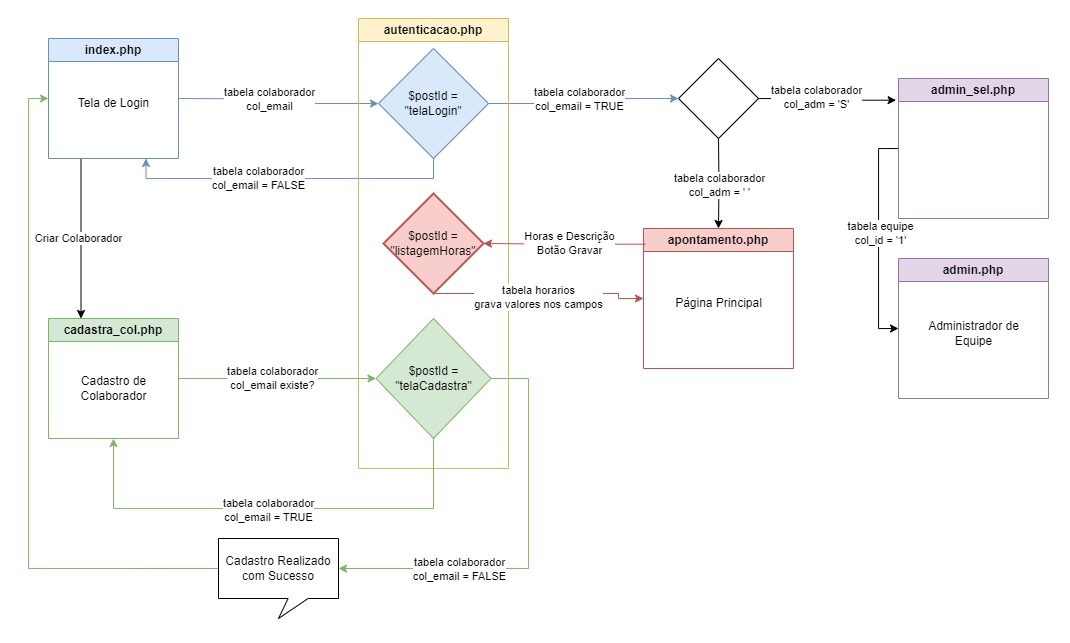 autenticacao.php
index.php
Tela de Login
tabela colaborador
col_email
$postId =
"telaLogin"
tabela colaborador
col_email = TRUE
tabela colaborador
col_adm = 'S'
admin_sel.php
tabela colaborador
col_email = FALSE
tabela colaborador
col_adm = ' '
Criar Colaborador
$postId =
"listagemHoras"
Horas e Descrição
Botão Gravar
apontamento.php
Página Principal
tabela horarios
grava valores nos campos
tabela equipe
col_id = '1'
admin.php
Administrador de
Equipe
cadastra_col.php
Cadastro de
Colaborador
tabela colaborador
col_email existe?
$postId =
"telaCadastra"
tabela colaborador
col_email = TRUE
Cadastro Realizado
com Sucesso
tabela colaborador
col_email = FALSE